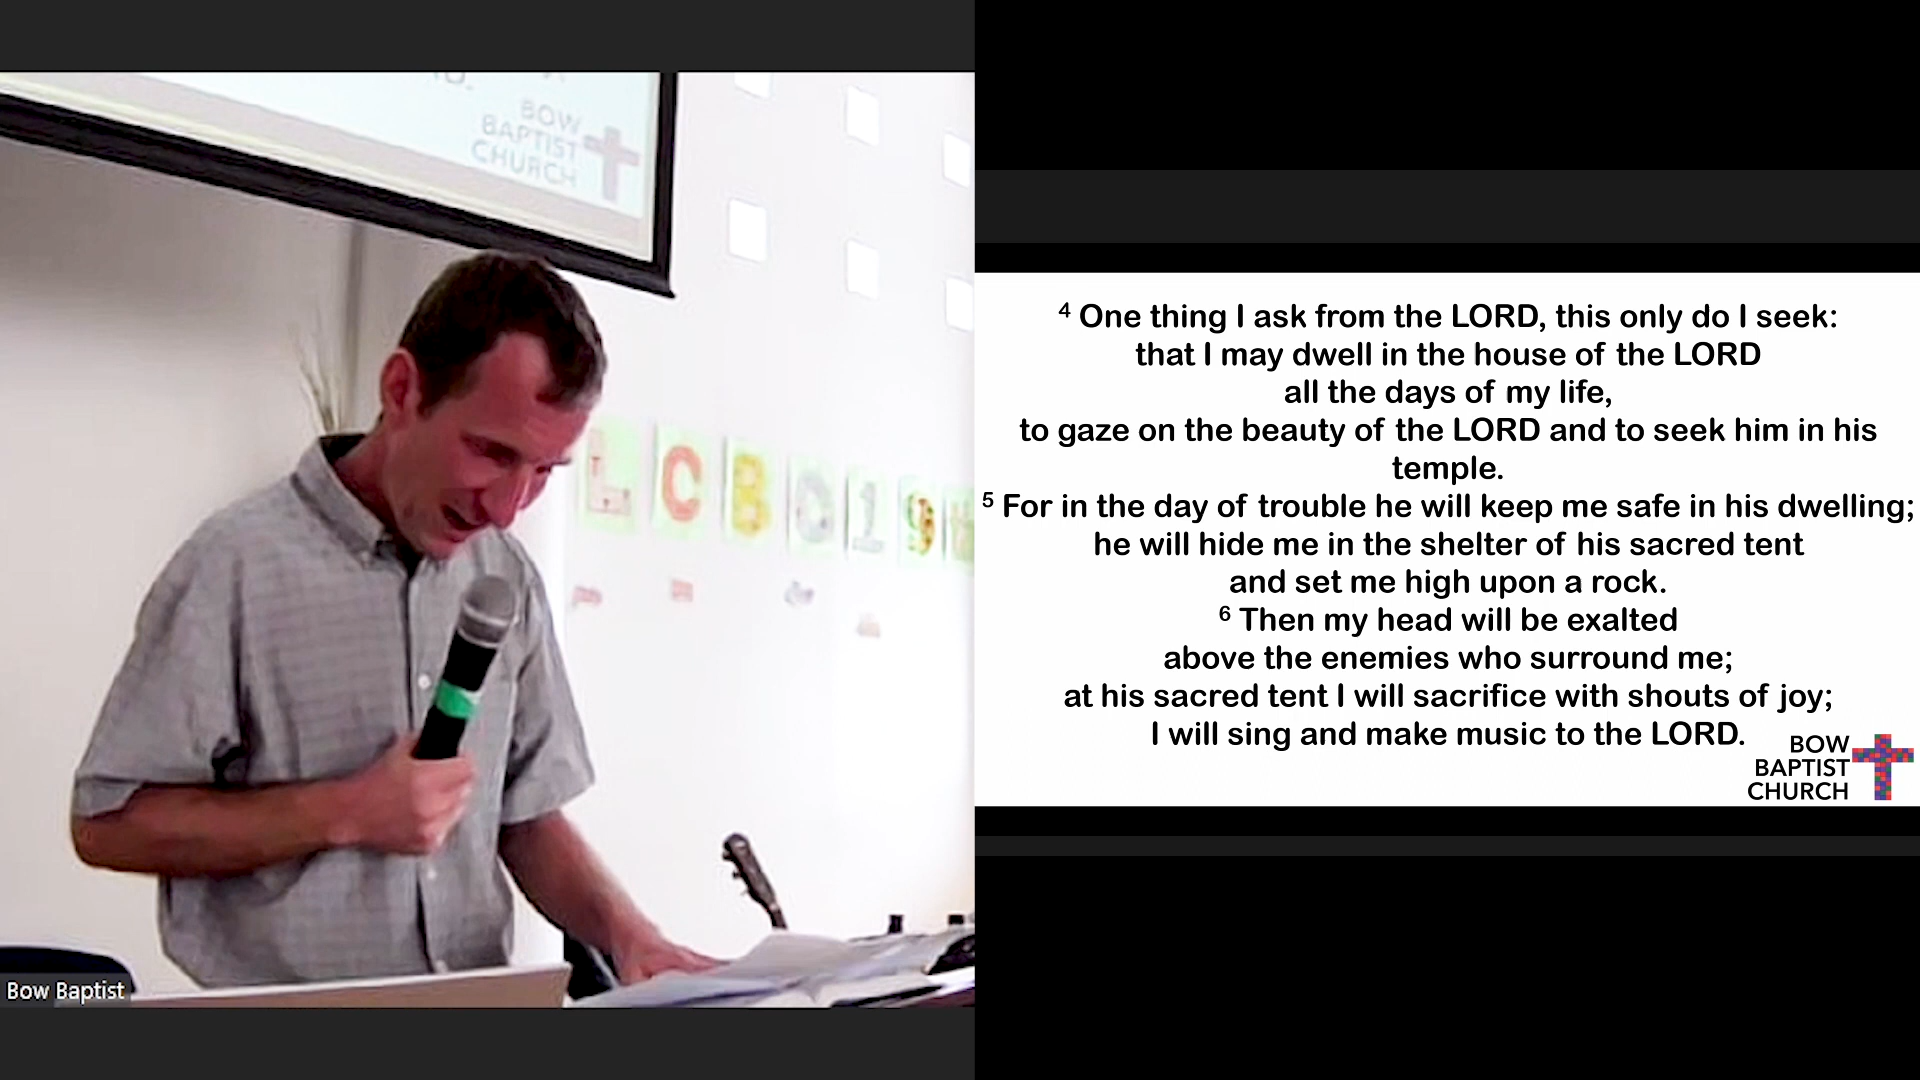 BOW
BAPTIST
CHURCH
L C B 0 1 9
Bow Baptist
⁴ One thing I ask from the LORD, this only do I seek:
that I may dwell in the house of the LORD
all the days of my life,
to gaze on the beauty of the LORD and to seek him in his
temple.
⁵ For in the day of trouble he will keep me safe in his dwelling;
he will hide me in the shelter of his sacred tent
and set me high upon a rock.
⁶ Then my head will be exalted
above the enemies who surround me;
at his sacred tent I will sacrifice with shouts of joy;
I will sing and make music to the LORD.
BOW
BAPTIST
CHURCH